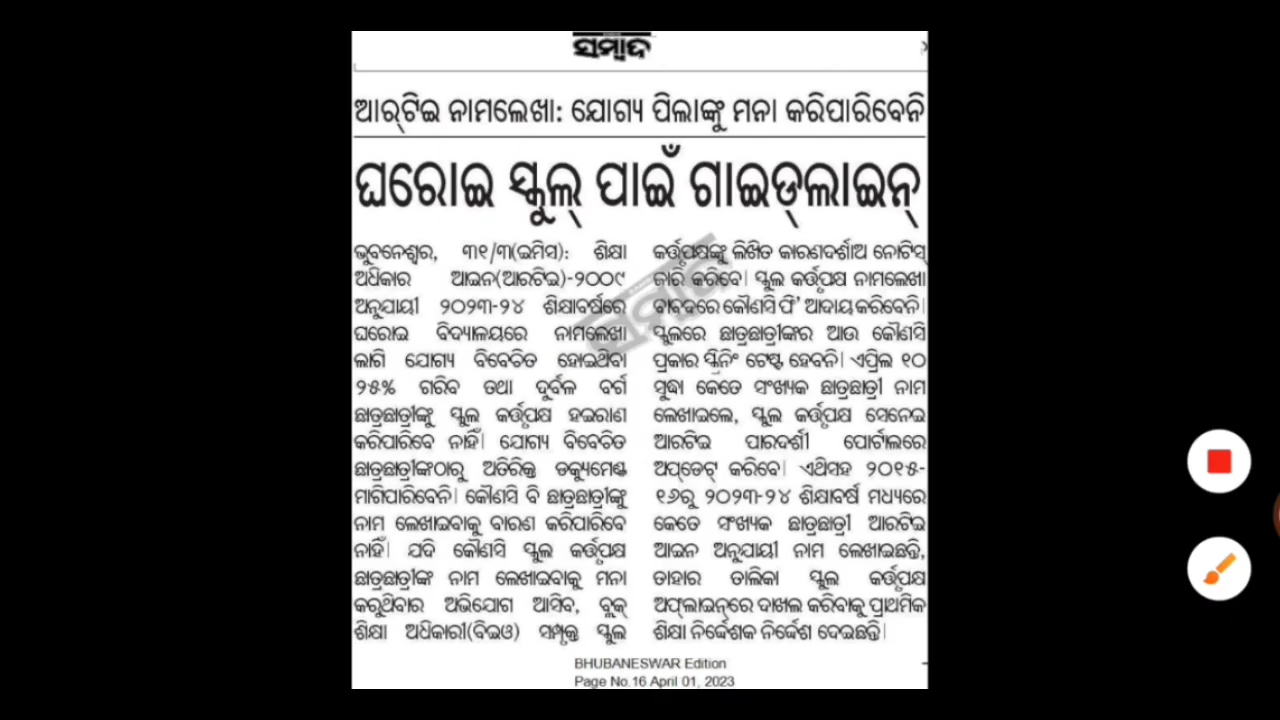 ସମ୍ବାଦ
ଆର୍‌ଟିଇ ନାମଲେଖା: ଯୋଗ୍ୟ ପିଲାଙ୍କୁ ମନା କରିପାରିବେନି
ଘରୋଇ ସ୍କୁଲ୍ ପାଇଁ ଗାଇଡ୍‌ଲାଇନ୍
ଭୁବନେଶ୍ୱର, ୩୧/୩(ଇମିସ): ଶିକ୍ଷା
ଅଧିକାର ଆଇନ(ଆରଟିଇ)-୨୦୦୯
ଅନୁଯାୟୀ ୨୦୨୩-୨୪ ଶିକ୍ଷାବର୍ଷରେ
ଘରୋଇ ବିଦ୍ୟାଳୟରେ ନାମଲେଖା
ଲାଗି ଯୋଗ୍ୟ ବିବେଚିତ ହୋଇଥିବା
୨୫% ଗରିବ ତଥା ଦୁର୍ବଳ ବର୍ଗ
ଛାତ୍ରଛାତ୍ରୀଙ୍କୁ ସ୍କୁଲ କର୍ତ୍ତୃପକ୍ଷ ହଇରାଣ
କରିପାରିବେ ନାହିଁ। ଯୋଗ୍ୟ ବିବେଚିତ
ଛାତ୍ରଛାତ୍ରୀଙ୍କଠାରୁ ଅତିରିକ୍ତ ଡକ୍ୟୁମେଣ୍ଟ
ମାଗିପାରିବେନି। କୌଣସି ବି ଛାତ୍ରଛାତ୍ରୀଙ୍କୁ
ନାମ ଲେଖାଇବାକୁ ବାରଣ କରିପାରିବେ
ନାହିଁ। ଯଦି କୌଣସି ସ୍କୁଲ କର୍ତ୍ତୃପକ୍ଷ
ଛାତ୍ରଛାତ୍ରୀଙ୍କ ନାମ ଲେଖାଇବାକୁ ମନା
କରୁଥିବାର ଅଭିଯୋଗ ଆସିବ, ବ୍ଲକ୍
ଶିକ୍ଷା ଅଧିକାରୀ(ବିଇଓ) ସମ୍ପୃକ୍ତ ସ୍କୁଲ
କର୍ତ୍ତୃପକ୍ଷଙ୍କୁ ଲିଖିତ କାରଣଦର୍ଶାଅ ନୋଟିସ୍
ଜାରି କରିବେ। ସ୍କୁଲ କର୍ତ୍ତୃପକ୍ଷ ନାମଲେଖା
ବାବଦରେ କୌଣସି ଫି’ ଆଦାୟ କରିବେନି।
ସ୍କୁଲରେ ଛାତ୍ରଛାତ୍ରୀଙ୍କର ଆଉ କୌଣସି
ପ୍ରକାର ସ୍କ୍ରିନିଂ ଟେଷ୍ଟ ହେବନି। ଏପ୍ରିଲ ୧୦
ସୁଦ୍ଧା କେତେ ସଂଖ୍ୟକ ଛାତ୍ରଛାତ୍ରୀ ନାମ
ଲେଖାଇଲେ, ସ୍କୁଲ କର୍ତ୍ତୃପକ୍ଷ ସେନେଇ
ଆରଟିଇ ପାରଦର୍ଶୀ ପୋର୍ଟାଲରେ
ଅପ୍‌ଡେଟ୍ କରିବେ। ଏଥିସହ ୨୦୧୫-
୧୬ରୁ ୨୦୨୩-୨୪ ଶିକ୍ଷାବର୍ଷ ମଧ୍ୟରେ
କେତେ ସଂଖ୍ୟକ ଛାତ୍ରଛାତ୍ରୀ ଆରଟିଇ
ଆଇନ ଅନୁଯାୟୀ ନାମ ଲେଖାଇଛନ୍ତି,
ତାହାର ତାଲିକା ସ୍କୁଲ କର୍ତ୍ତୃପକ୍ଷ
ଅଫ୍‌ଲାଇନ୍‌ରେ ଦାଖଲ କରିବାକୁ ପ୍ରାଥମିକ
ଶିକ୍ଷା ନିର୍ଦ୍ଦେଶକ ନିର୍ଦ୍ଦେଶ ଦେଇଛନ୍ତି।
ସମ୍ବାଦ
BHUBANESWAR Edition
Page No.16 April 01, 2023